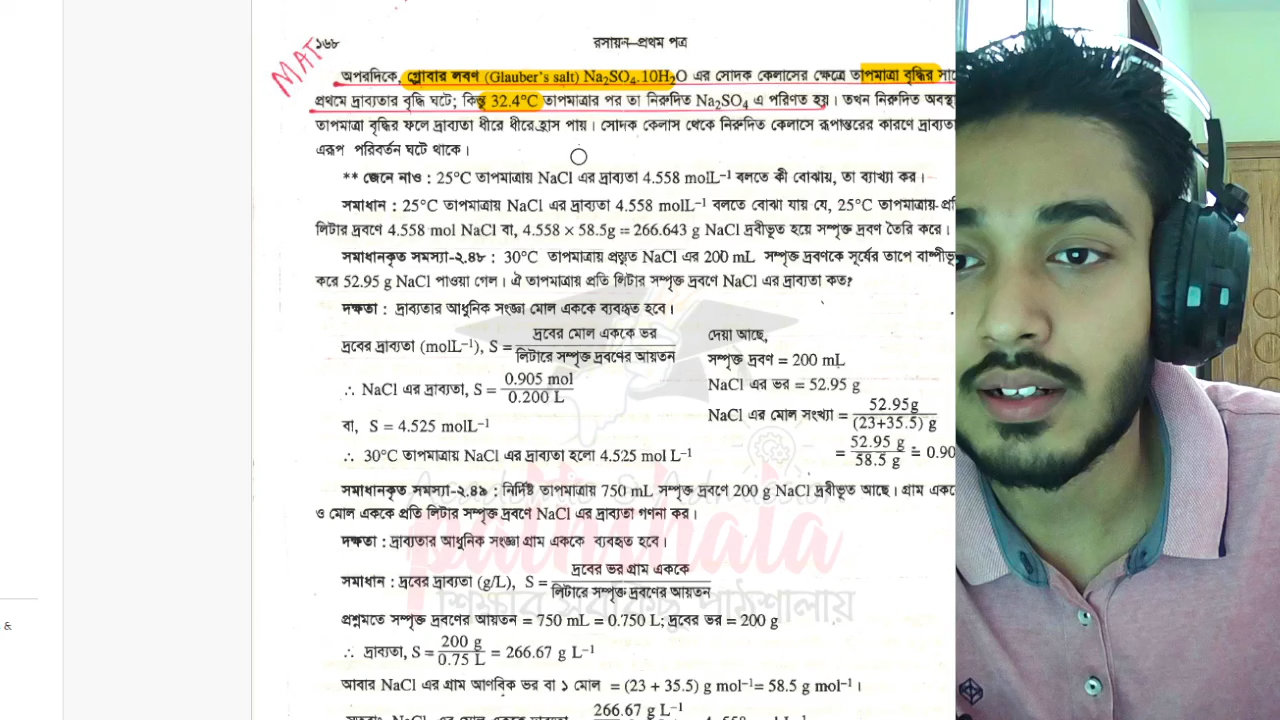 ১৬৮
রসায়ন—প্রথম পত্র
MAT
অপরদিকে, গ্লোবার লবণ (Glauber's salt) Na₂SO₄.10H₂O এর সোদক কেলাসের ক্ষেত্রে তাপমাত্রা বৃদ্ধির
প্রথমে দ্রাব্যতার বৃদ্ধি ঘটে; কিন্তু 32.4°C তাপমাত্রার পর তা নিরুদিত Na₂SO₄ এ পরিণত হয়। তখন নিরুদিত
তাপমাত্রা বৃদ্ধির ফলে দ্রাব্যতা ধীরে ধীরে হ্রাস পায়। সোদক কেলাস থেকে নিরুদিত কেলাসে রূপান্তরের কারণে
এরূপ পরিবর্তন ঘটে থাকে।
** জেনে নাও : 25°C তাপমাত্রায় NaCl এর দ্রাব্যতা 4.558 molL⁻¹ বলতে কী বোঝায়, তা ব্যাখ্যা কর।
সমাধান : 25°C তাপমাত্রায় NaCl এর দ্রাব্যতা 4.558 molL⁻¹ বলতে বোঝা যায় যে, 25°C তাপমাত্রায়
লিটার দ্রবণে 4.558 mol NaCl বা, 4.558 × 58.5g = 266.643 g NaCl দ্রবীভূত হয়ে সম্পৃক্ত দ্রবণ তৈরি করে।
সমাধানকৃত সমস্যা-২.৪৮ : 30°C তাপমাত্রায় প্রস্তুত NaCl এর 200 mL সম্পৃক্ত দ্রবণকে সূর্যের তাপে
করে 52.95 g NaCl পাওয়া গেল। ঐ তাপমাত্রায় প্রতি লিটার সম্পৃক্ত দ্রবণে NaCl এর দ্রাব্যতা কত?
দক্ষতা : দ্রাব্যতার আধুনিক সংজ্ঞা মোল এককে ব্যবহৃত হবে।
দ্রবের দ্রাব্যতা (molL⁻¹), S = দ্রবের মোল এককে ভর / লিটারে সম্পৃক্ত দ্রবণের আয়তন
∴ NaCl এর দ্রাব্যতা, S = 0.905 mol / 0.200 L
বা, S = 4.525 molL⁻¹
∴ 30°C তাপমাত্রায় NaCl এর দ্রাব্যতা হলো 4.525 mol L⁻¹
দেয়া আছে,
সম্পৃক্ত দ্রবণ = 200 mL
NaCl এর ভর = 52.95 g
NaCl এর মোল সংখ্যা = 52.95g / (23+35.5) g
= 52.95 g / 58.5 g = 0.90
সমাধানকৃত সমস্যা-২.৪৯ : নির্দিষ্ট তাপমাত্রায় 750 mL সম্পৃক্ত দ্রবণে 200 g NaCl দ্রবীভূত আছে। গ্রাম
ও মোল এককে প্রতি লিটার সম্পৃক্ত দ্রবণে NaCl এর দ্রাব্যতা গণনা কর।
দক্ষতা : দ্রাব্যতার আধুনিক সংজ্ঞা গ্রাম এককে ব্যবহৃত হবে।
সমাধান : দ্রবের দ্রাব্যতা (g/L), S = দ্রবের ভর গ্রাম এককে / লিটারে সম্পৃক্ত দ্রবণের আয়তন
প্রশ্নমতে সম্পৃক্ত দ্রবণের আয়তন = 750 mL = 0.750 L; দ্রবের ভর = 200 g
∴ দ্রাব্যতা, S = 200 g / 0.75 L = 266.67 g L⁻¹
আবার NaCl এর গ্রাম আণবিক ভর বা ১ মোল = (23 + 35.5) g mol⁻¹= 58.5 g mol⁻¹।
266.67 g L⁻¹
Academic & Admission
pathshala
শিক্ষার সবকিছু পাঠশালায়
&